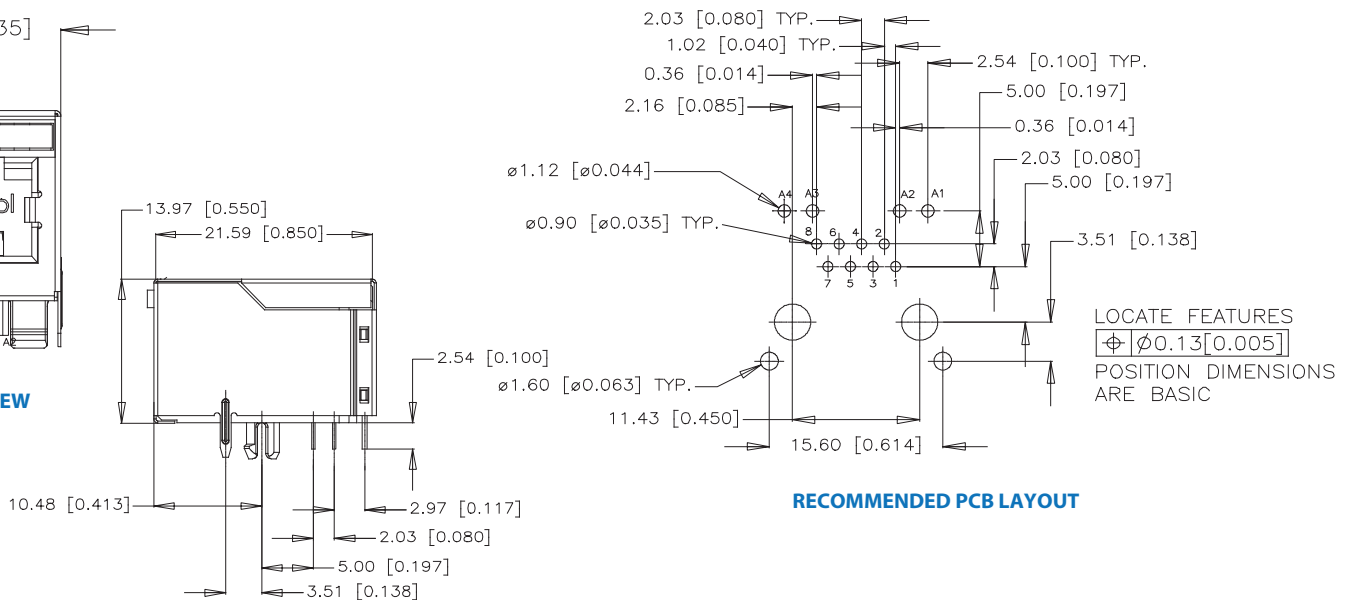 35]
A2
EW
13.97 [0.550]
21.59 [0.850]
2.54 [0.100]
10.48 [0.413]
2.97 [0.117]
2.03 [0.080]
5.00 [0.197]
3.51 [0.138]
2.03 [0.080] TYP.
1.02 [0.040] TYP.
0.36 [0.014]
2.54 [0.100] TYP.
2.16 [0.085]
5.00 [0.197]
0.36 [0.014]
2.03 [0.080]
ø1.12 [ø0.044]
5.00 [0.197]
A4 A3 A2 A1
ø0.90 [ø0.035] TYP.
8 6 4 2
3.51 [0.138]
7 5 3 1
LOCATE FEATURES
⌖ Ø0.13[0.005]
POSITION DIMENSIONS
ARE BASIC
ø1.60 [ø0.063] TYP.
11.43 [0.450]
15.60 [0.614]
RECOMMENDED PCB LAYOUT